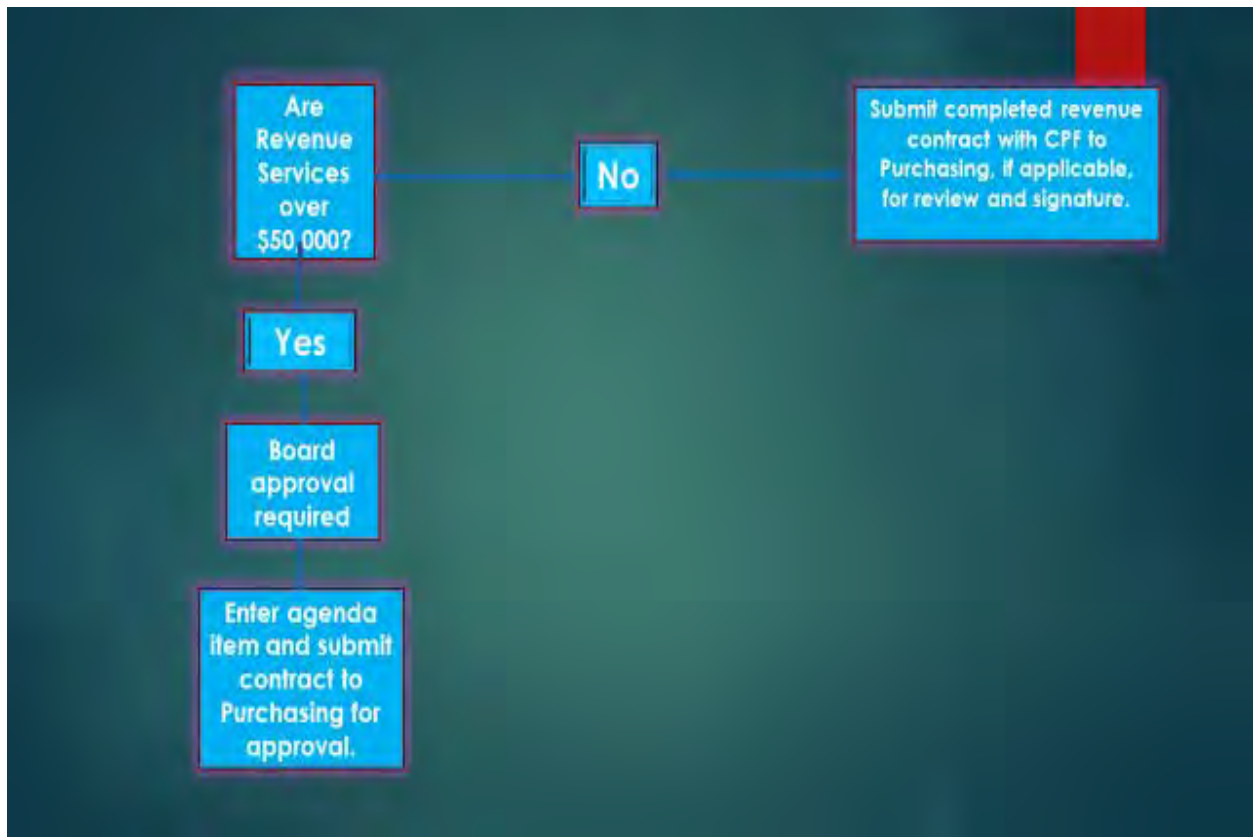 Are
Revenue
Services
over
$50,000?
No
Submit completed revenue
contract with CPF to
Purchasing, if applicable,
for review and signature.
Yes
Board
approval
required
Enter agenda
item and submit
contract to
Purchasing for
approval.